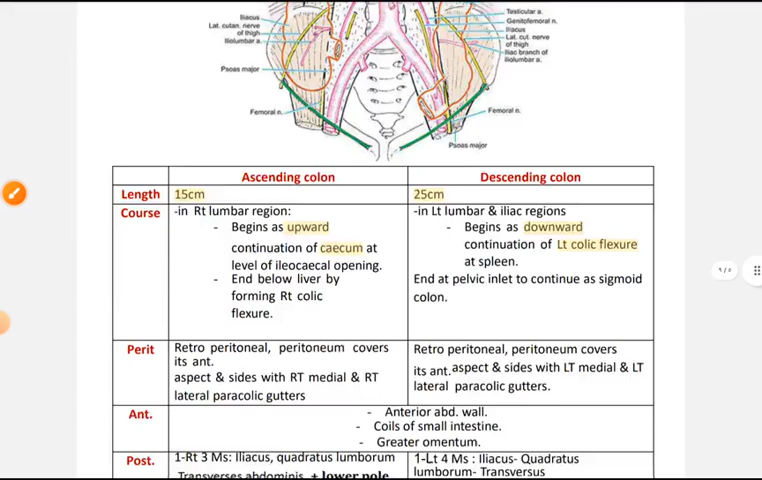 Iliacus
Lat. cutan. nerve
of thigh
Iliolumbar a.
Psoas major
Femoral n.
Testicular a.
Genitofemoral n.
Iliacus
Lat. cut. nerve
of thigh
Iliac branch of
iliolumbar a.
Femoral n.
Psoas major
Ascending colon
Descending colon
Length
15cm
25cm
Course
-in Rt lumbar region:
- Begins as upward
continuation of caecum at
level of ileocaecal opening.
- End below liver by
forming Rt colic
flexure.
-in Lt lumbar & iliac regions
- Begins as downward
continuation of Lt colic flexure
at spleen.
End at pelvic inlet to continue as sigmoid
colon.
Perit
Retro peritoneal, peritoneum covers
its ant.
aspect & sides with RT medial & RT
lateral paracolic gutters
Retro peritoneal, peritoneum covers
its ant. aspect & sides with LT medial & LT
lateral paracolic gutters.
Ant.
- Anterior abd. wall.
- Coils of small intestine.
- Greater omentum.
Post.
1-Rt 3 Ms: Iliacus, quadratus lumborum
Transverses abdominis + lower pole
1-Lt 4 Ms : Iliacus- Quadratus
lumborum- Transversus